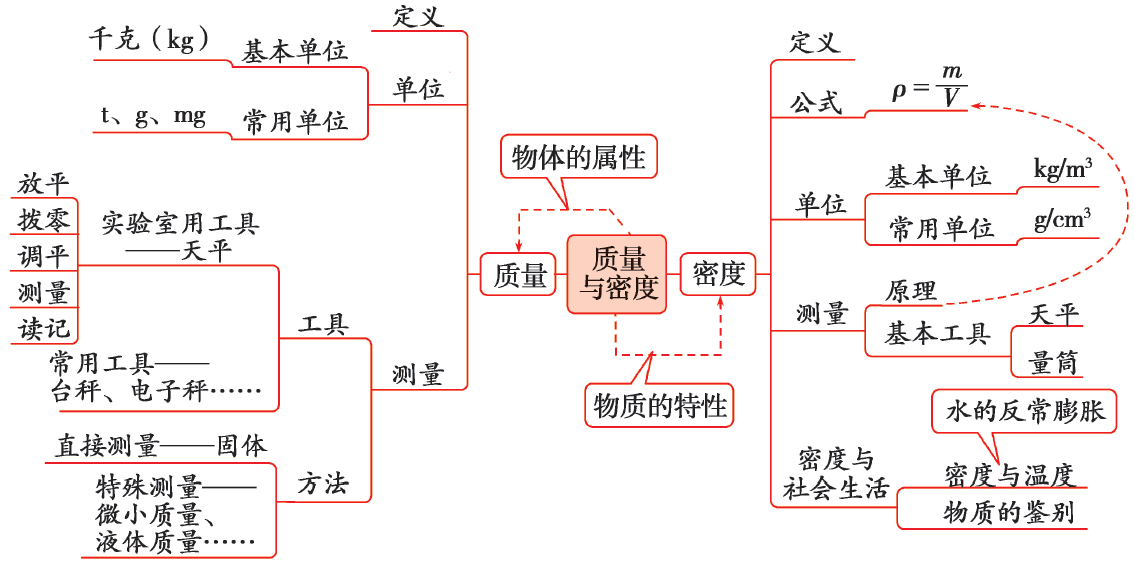 定义
千克（kg）
基本单位
单位
t、g、mg
常用单位
放平
拨零
调平
测量
读记
实验室用工具
——天平
工具
常用工具——
台秤、电子秤……
测量
直接测量——固体
方法
特殊测量——
微小质量、
液体质量……
物体的属性
质量
质量
与密度
密度
物质的特性
定义
公式
ρ = m/V
单位
基本单位
kg/m³
常用单位
g/cm³
测量
原理
基本工具
天平
量筒
水的反常膨胀
密度与
社会生活
密度与温度
物质的鉴别